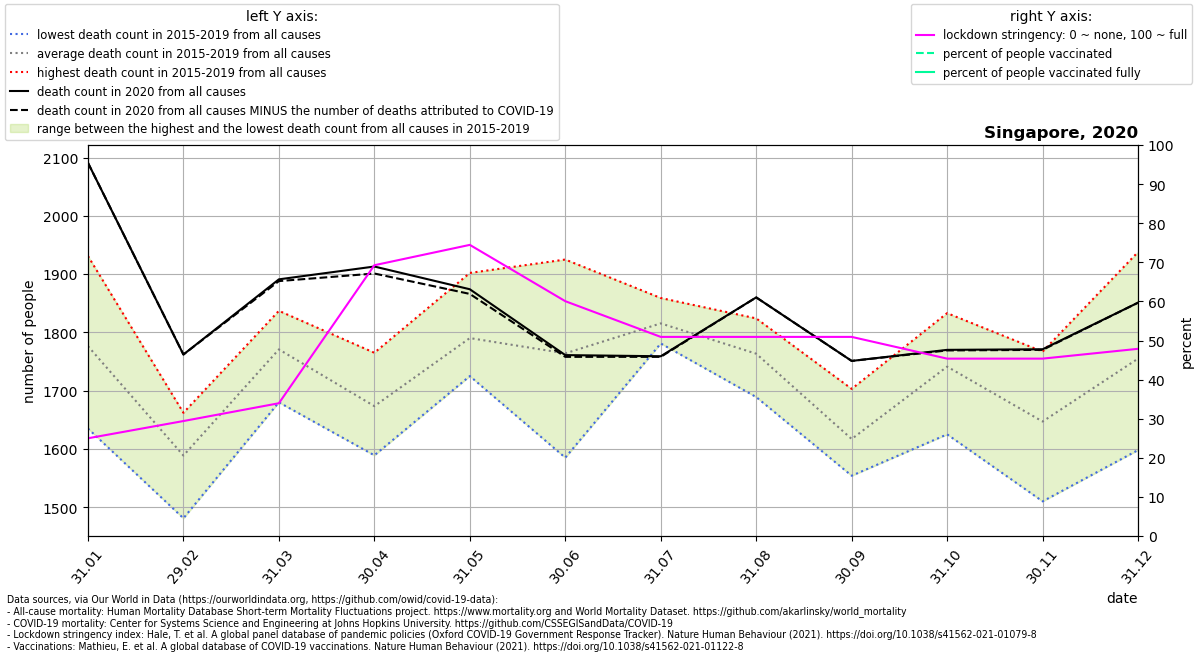 left Y axis:
lowest death count in 2015-2019 from all causes
average death count in 2015-2019 from all causes
highest death count in 2015-2019 from all causes
death count in 2020 from all causes
death count in 2020 from all causes MINUS the number of deaths attributed to COVID-19
range between the highest and the lowest death count from all causes in 2015-2019
right Y axis:
lockdown stringency: 0 ~ none, 100 ~ full
percent of people vaccinated
percent of people vaccinated fully
Singapore, 2020
number of people
2100
2000
1900
1800
1700
1600
1500
100
90
80
70
60
50
40
30
20
10
0
percent
31.01
29.02
31.03
30.04
31.05
30.06
31.07
31.08
30.09
31.10
30.11
31.12
date
Data sources, via Our World in Data (https://ourworldindata.org, https://github.com/owid/covid-19-data):
- All-cause mortality: Human Mortality Database Short-term Mortality Fluctuations project. https://www.mortality.org and World Mortality Dataset. https://github.com/akarlinsky/world_mortality
- COVID-19 mortality: Center for Systems Science and Engineering at Johns Hopkins University. https://github.com/CSSEGISandData/COVID-19
- Lockdown stringency index: Hale, T. et al. A global panel database of pandemic policies (Oxford COVID-19 Government Response Tracker). Nature Human Behaviour (2021). https://doi.org/10.1038/s41562-021-01079-8
- Vaccinations: Mathieu, E. et al. A global database of COVID-19 vaccinations. Nature Human Behaviour (2021). https://doi.org/10.1038/s41562-021-01122-8